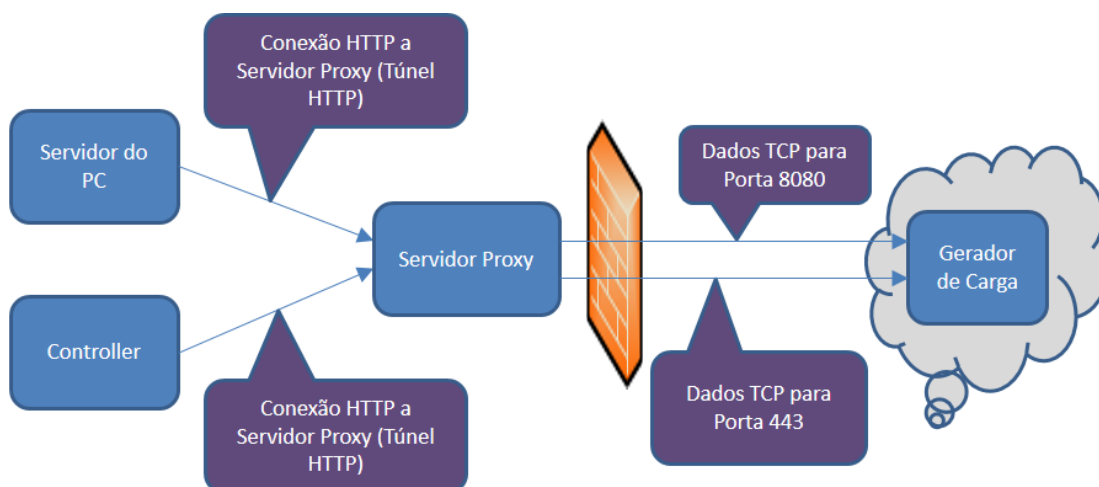 Conexão HTTP a
Servidor Proxy (Túnel
HTTP)
Servidor do
PC
Dados TCP para
Porta 8080
Servidor Proxy
Gerador
de Carga
Controller
Dados TCP para
Porta 443
Conexão HTTP a
Servidor Proxy (Túnel
HTTP)